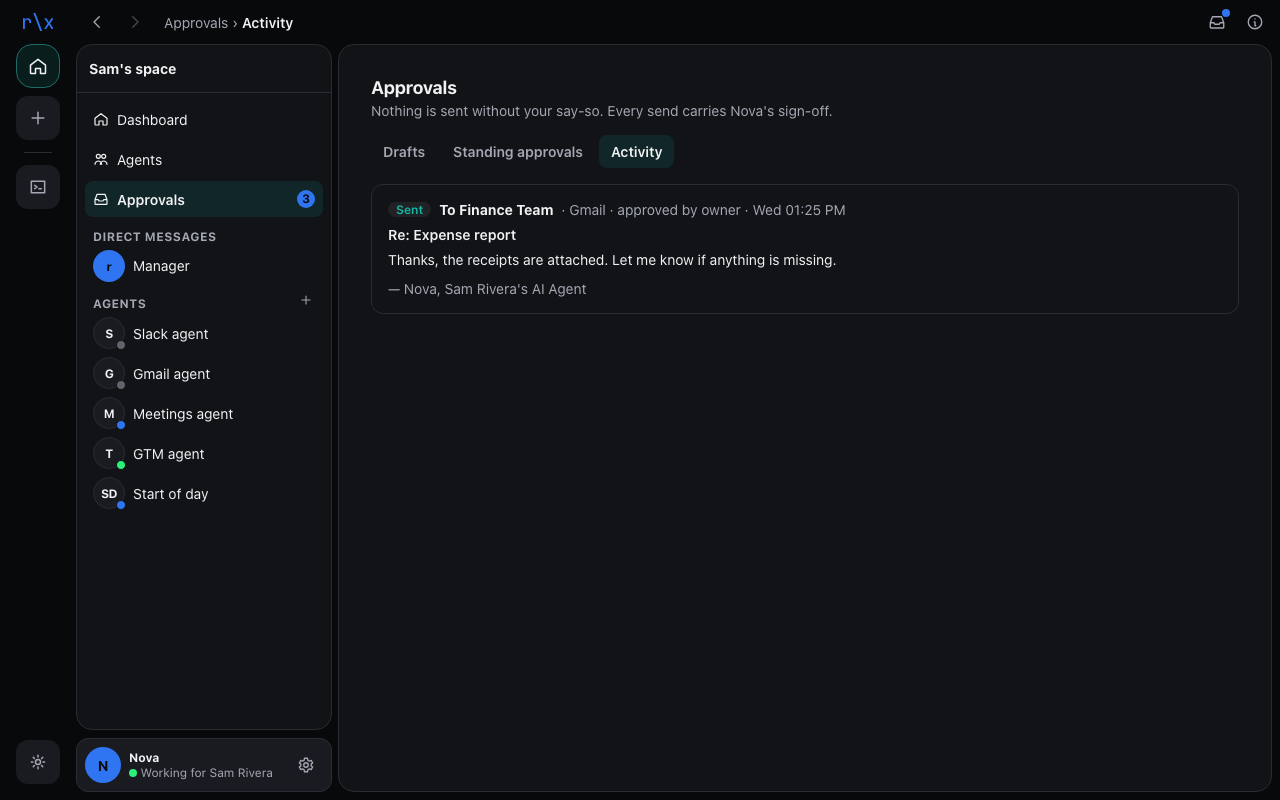 r\x
Approvals › Activity
Sam's space
Dashboard
Agents
Approvals 3
DIRECT MESSAGES
r Manager
AGENTS
S Slack agent
G Gmail agent
M Meetings agent
T GTM agent
SD Start of day
N Nova
Working for Sam Rivera
Approvals
Nothing is sent without your say-so. Every send carries Nova's sign-off.
Drafts Standing approvals Activity
Sent To Finance Team · Gmail · approved by owner · Wed 01:25 PM
Re: Expense report
Thanks, the receipts are attached. Let me know if anything is missing.
— Nova, Sam Rivera's AI Agent